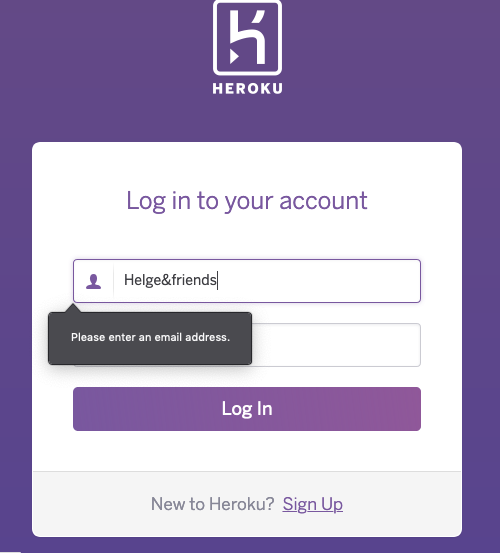 HEROKU
Log in to your account
Helge&friends
Please enter an email address.
Log In
New to Heroku? Sign Up